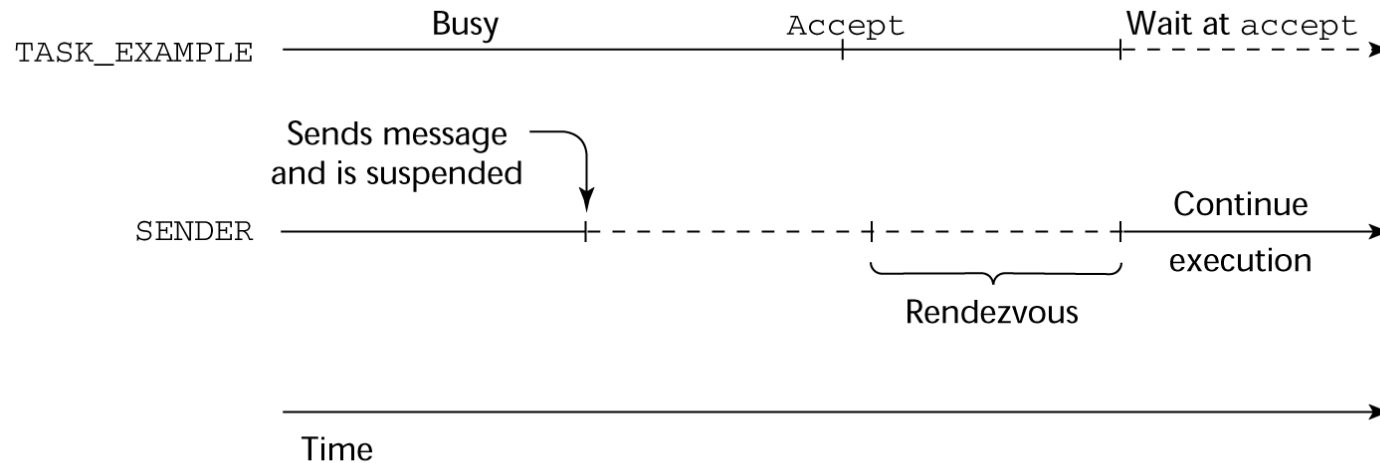 Busy
Accept
Wait at accept
TASK_EXAMPLE
Sends message
and is suspended
SENDER
Continue
execution
Rendezvous
Time